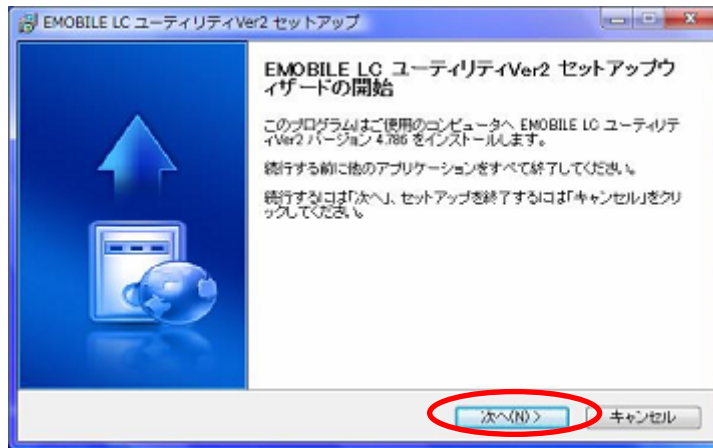 EMOBILE LC ユーティリティVer2 セットアップ
EMOBILE LC ユーティリティVer2 セットアップウ
ィザードの開始
このプログラムはご使用のコンピュータへ EMOBILE LC ユーティリテ
ィVer2 バージョン 4.786 をインストールします。
続行する前に他のアプリケーションをすべて終了してください。
続行するには「次へ」、セットアップを終了するには「キャンセル」をクリ
ックしてください。
次へ(N) >
キャンセル